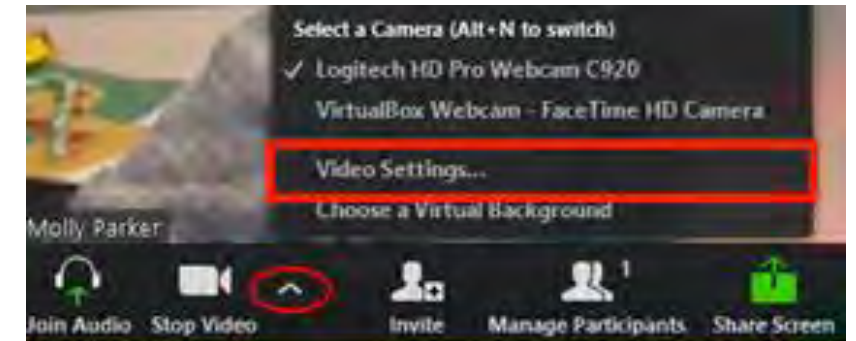 Select a Camera (Alt+N to switch)
✓ Logitech HD Pro Webcam C920
VirtualBox Webcam - FaceTime HD Camera
Video Settings...
Choose a Virtual Background
Molly Parker
1
Join Audio Stop Video Invite Manage Participants Share Screen